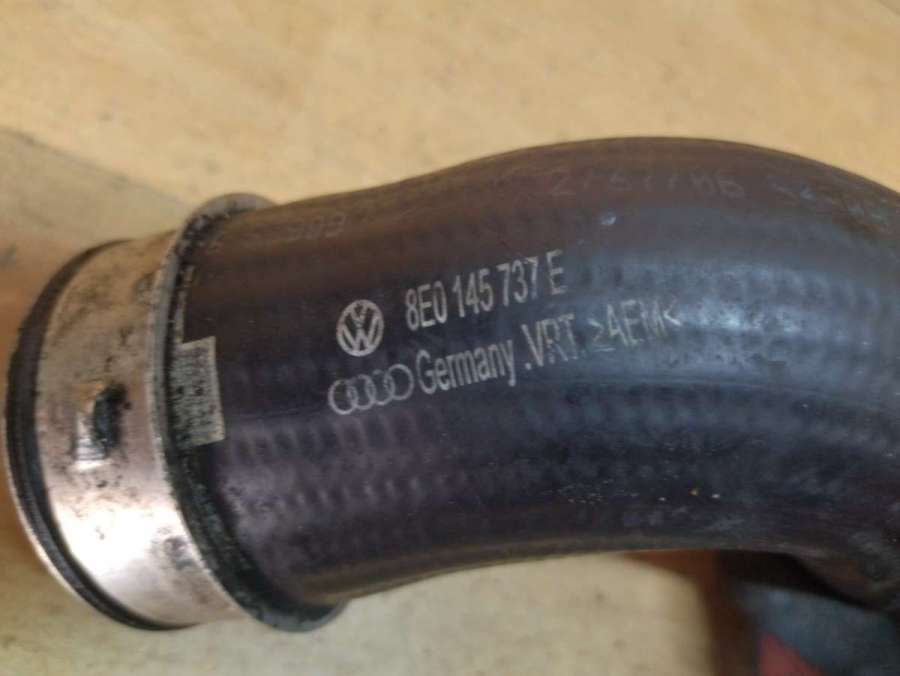 8E0 145 737 E
Germany .VRT. >AEM<